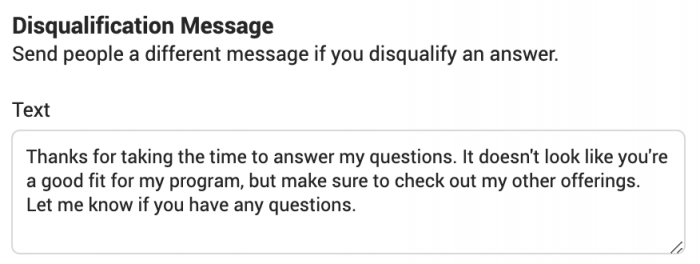 Disqualification Message
Send people a different message if you disqualify an answer.
Text
Thanks for taking the time to answer my questions. It doesn't look like you're
a good fit for my program, but make sure to check out my other offerings.
Let me know if you have any questions.